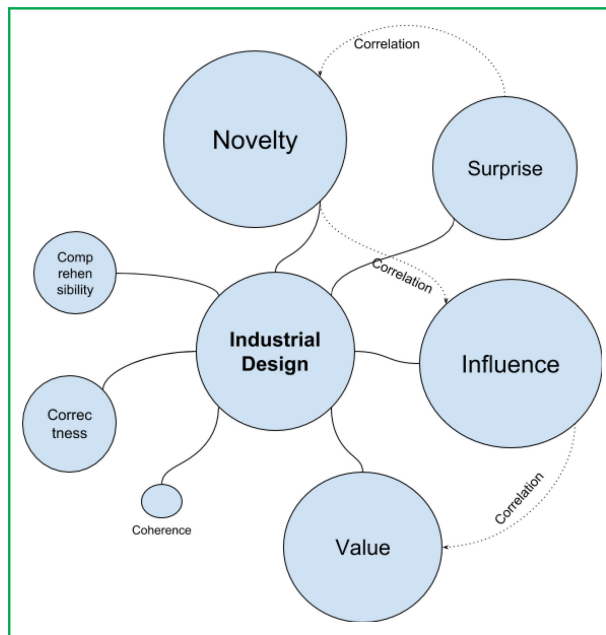 Correlation
Novelty
Surprise
Comp
rehen
sibility
Correlation
Industrial
Design
Influence
Correc
tness
Correlation
Coherence
Value